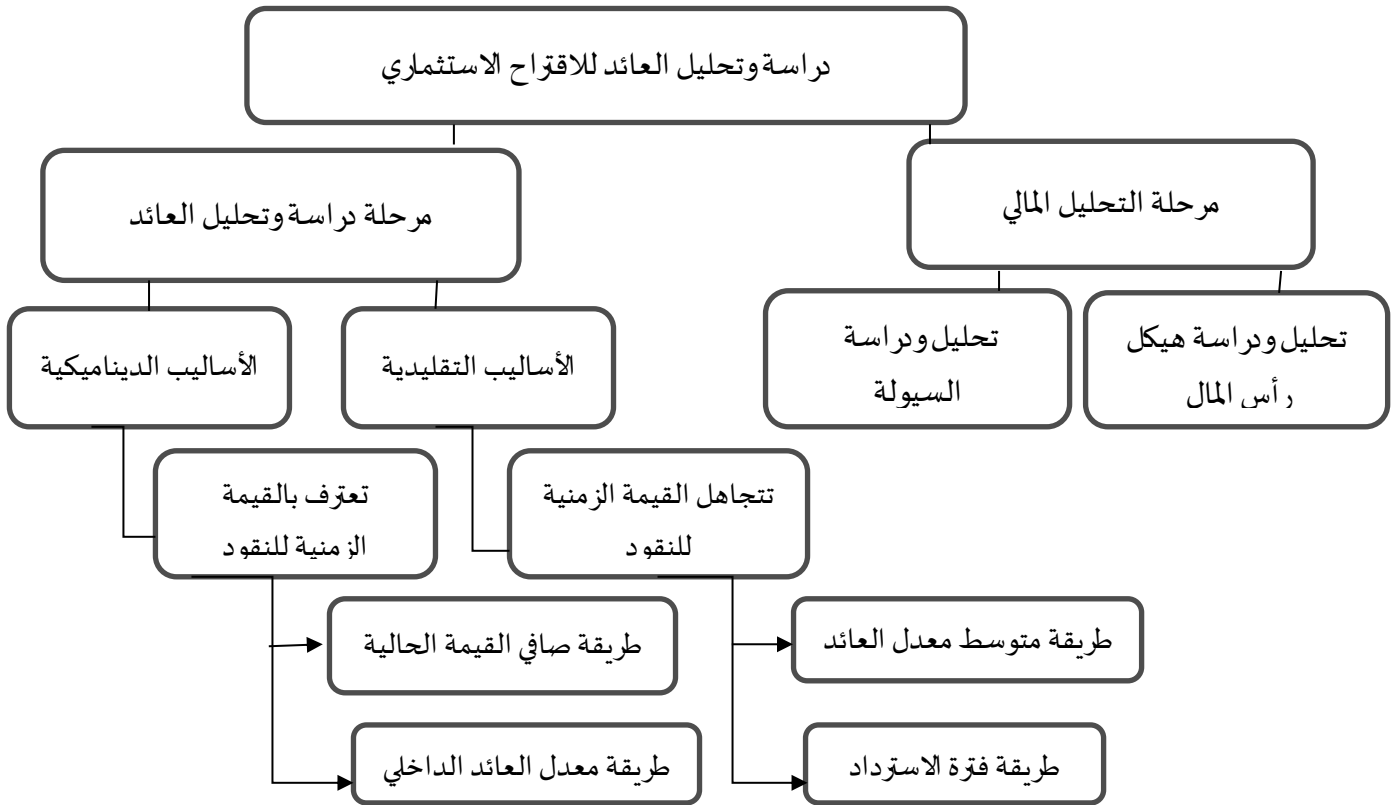 دراسة وتحليل العائد للاقتراح الاستثماري
مرحلة التحليل المالي
مرحلة دراسة وتحليل العائد
تحليل ودراسة هيكل
رأس المال
تحليل ودراسة
السيولة
الأساليب التقليدية
الأساليب الديناميكية
تتجاهل القيمة الزمنية
للنقود
تعترف بالقيمة
الزمنية للنقود
طريقة متوسط معدل العائد
طريقة صافي القيمة الحالية
طريقة فترة الاسترداد
طريقة معدل العائد الداخلي